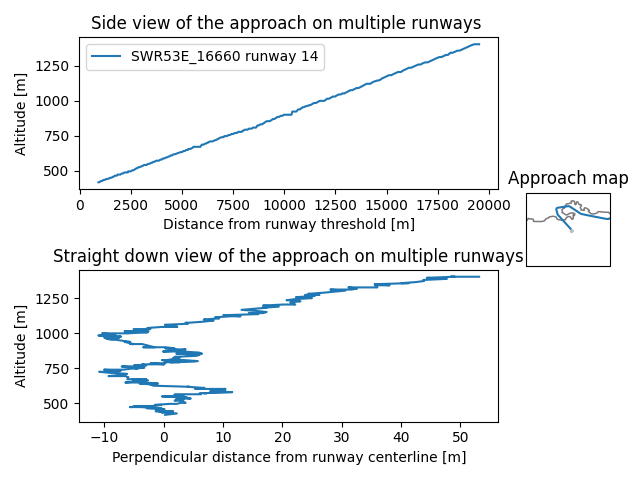 Side view of the approach on multiple runways
SWR53E_16660 runway 14
Altitude [m]
1250
1000
750
500
0 2500 5000 7500 10000 12500 15000 17500 20000
Distance from runway threshold [m]
Approach map
Straight down view of the approach on multiple runways
Altitude [m]
1250
1000
750
500
−10 0 10 20 30 40 50
Perpendicular distance from runway centerline [m]